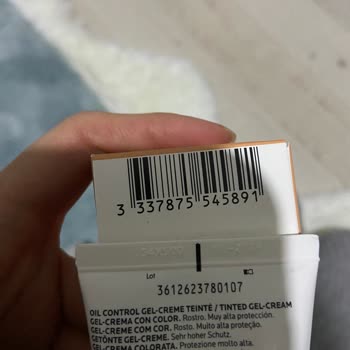 3 337875 545891
Lot
3612623780107
OIL CONTROL GEL-CREME TEINTÉ / TINTED GEL-CREAM
GEL-CREMA CON COLOR. Rostro. Muy alta protección.
GEL-CREME COM COR. Rosto. Muito alta proteção.
GETÖNTE GEL-CREME. Sehr hoher Schutz.
GEL-CREMA COLORATA. Protezione molto alta.